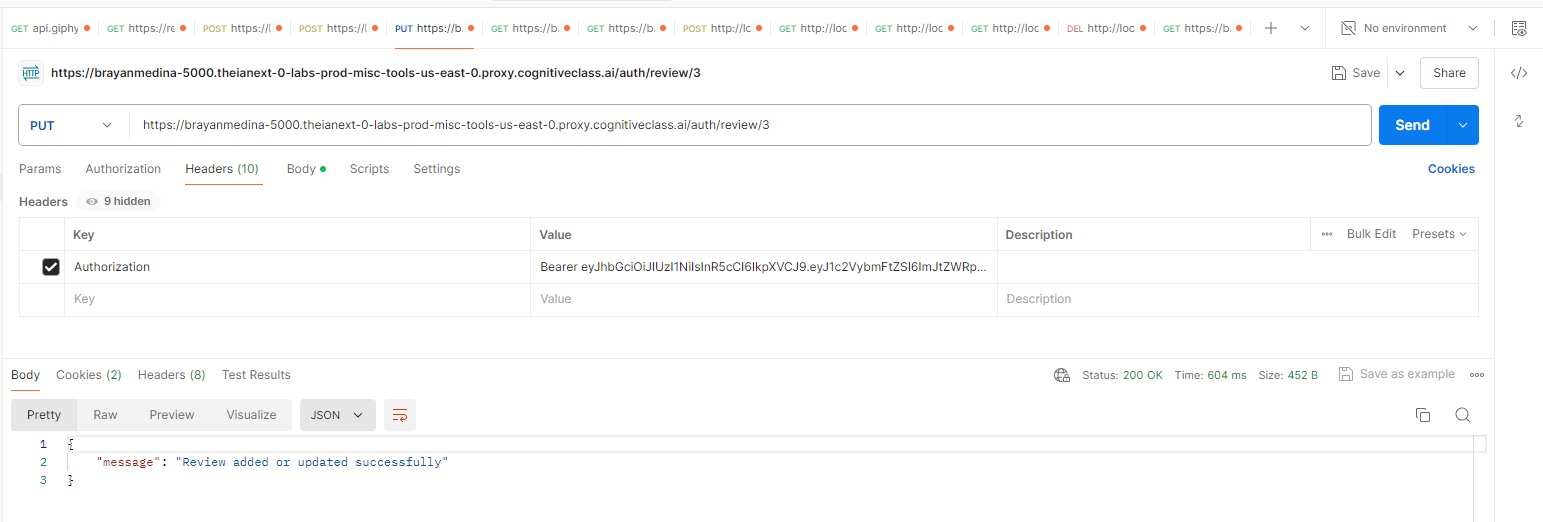 GET api.giphy GET https://re POST https://l POST https://l PUT https://b. GET https://b. GET https://b. POST http://loc GET http://loc GET http://loc GET http://loc DEL http://loc GET https://b. No environment
HTTP https://brayanmedina-5000.theianext-0-labs-prod-misc-tools-us-east-0.proxy.cognitiveclass.ai/auth/review/3 Save Share
PUT https://brayanmedina-5000.theianext-0-labs-prod-misc-tools-us-east-0.proxy.cognitiveclass.ai/auth/review/3 Send
Params Authorization Headers (10) Body Scripts Settings Cookies
Headers 9 hidden
Key Value Description Bulk Edit Presets
Authorization Bearer eyJhbGciOiJIUzI1NiIsInR5cCI6IkpXVCJ9.eyJ1c2VybmFtZSI6ImJtZWRp...
Key Value Description
Body Cookies (2) Headers (8) Test Results Status: 200 OK Time: 604 ms Size: 452 B Save as example
Pretty Raw Preview Visualize JSON
1 {
2 "message": "Review added or updated successfully"
3 }